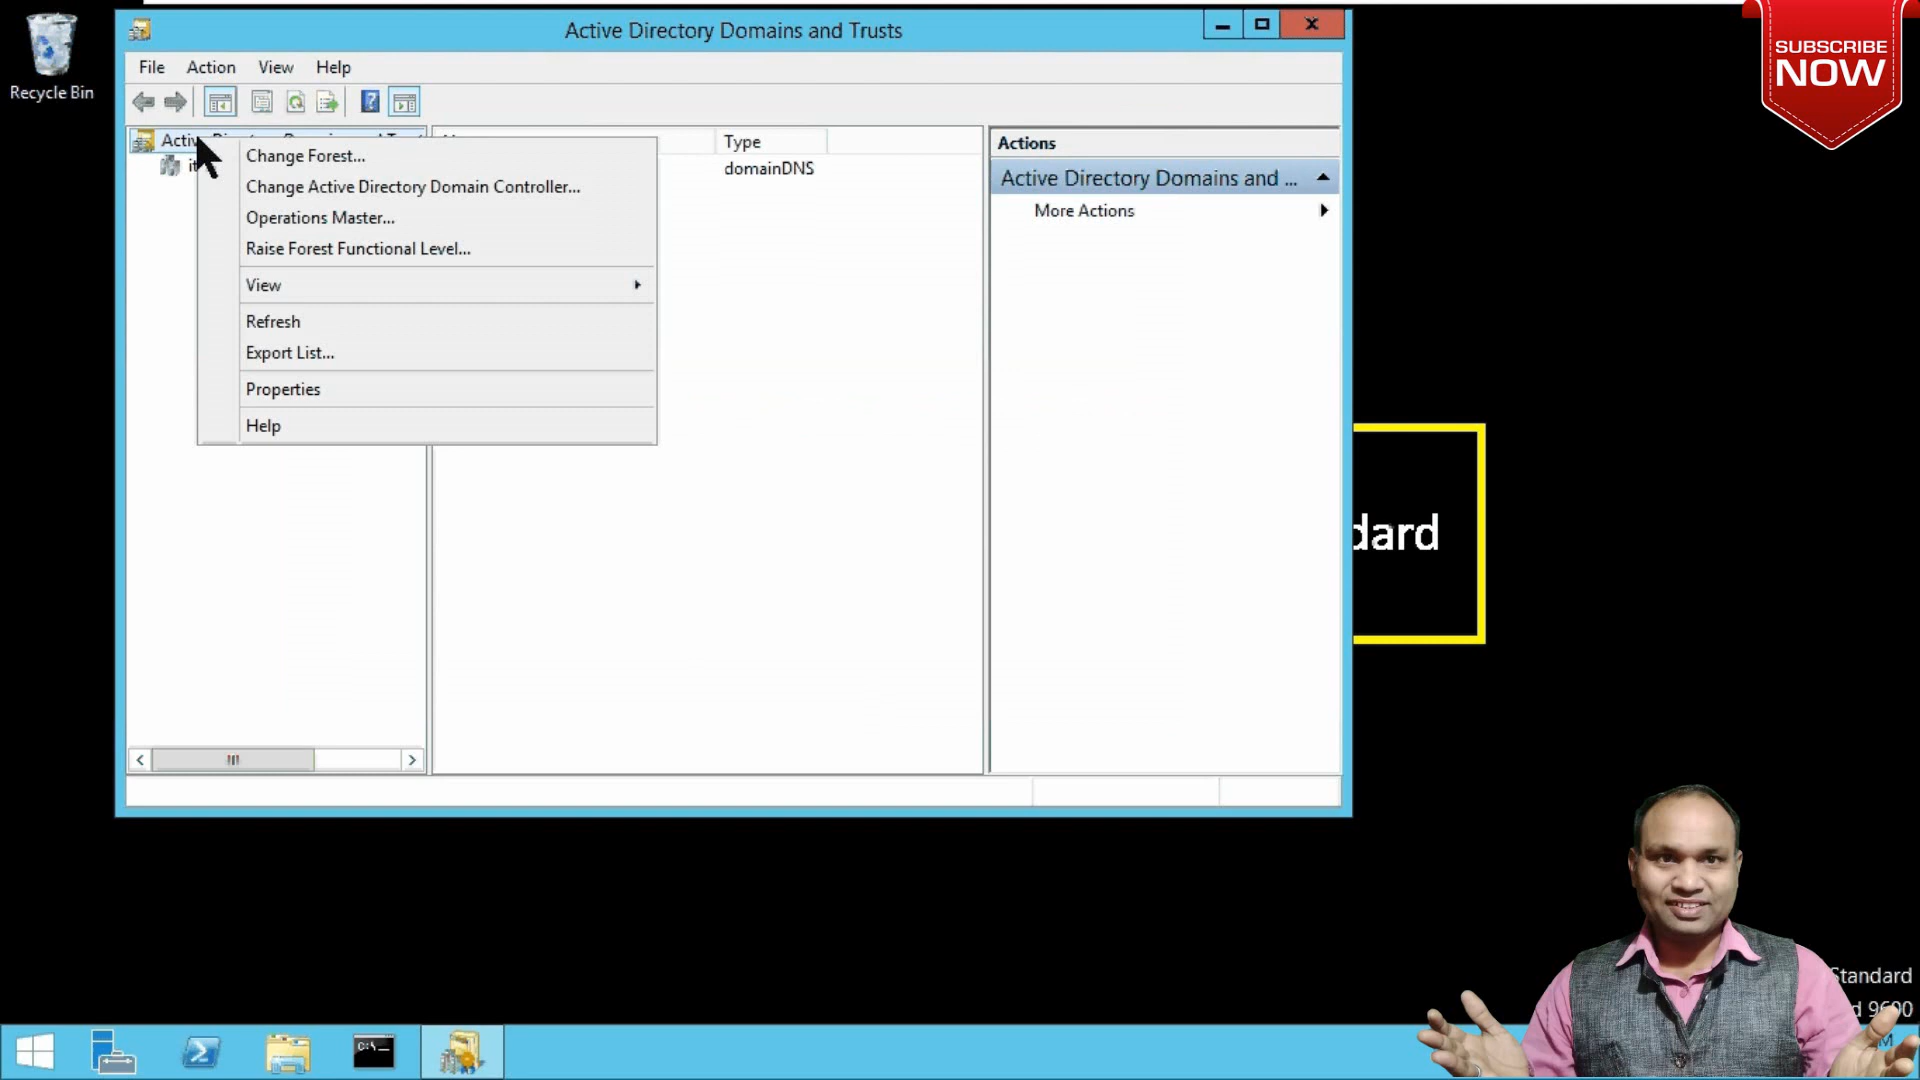 Recycle Bin
Active Directory Domains and Trusts
File Action View Help
Type
domainDNS
Change Forest...
Change Active Directory Domain Controller...
Operations Master...
Raise Forest Functional Level...
View
Refresh
Export List...
Properties
Help
Actions
Active Directory Domains and ...
More Actions
SUBSCRIBE
NOW
dard
Standard